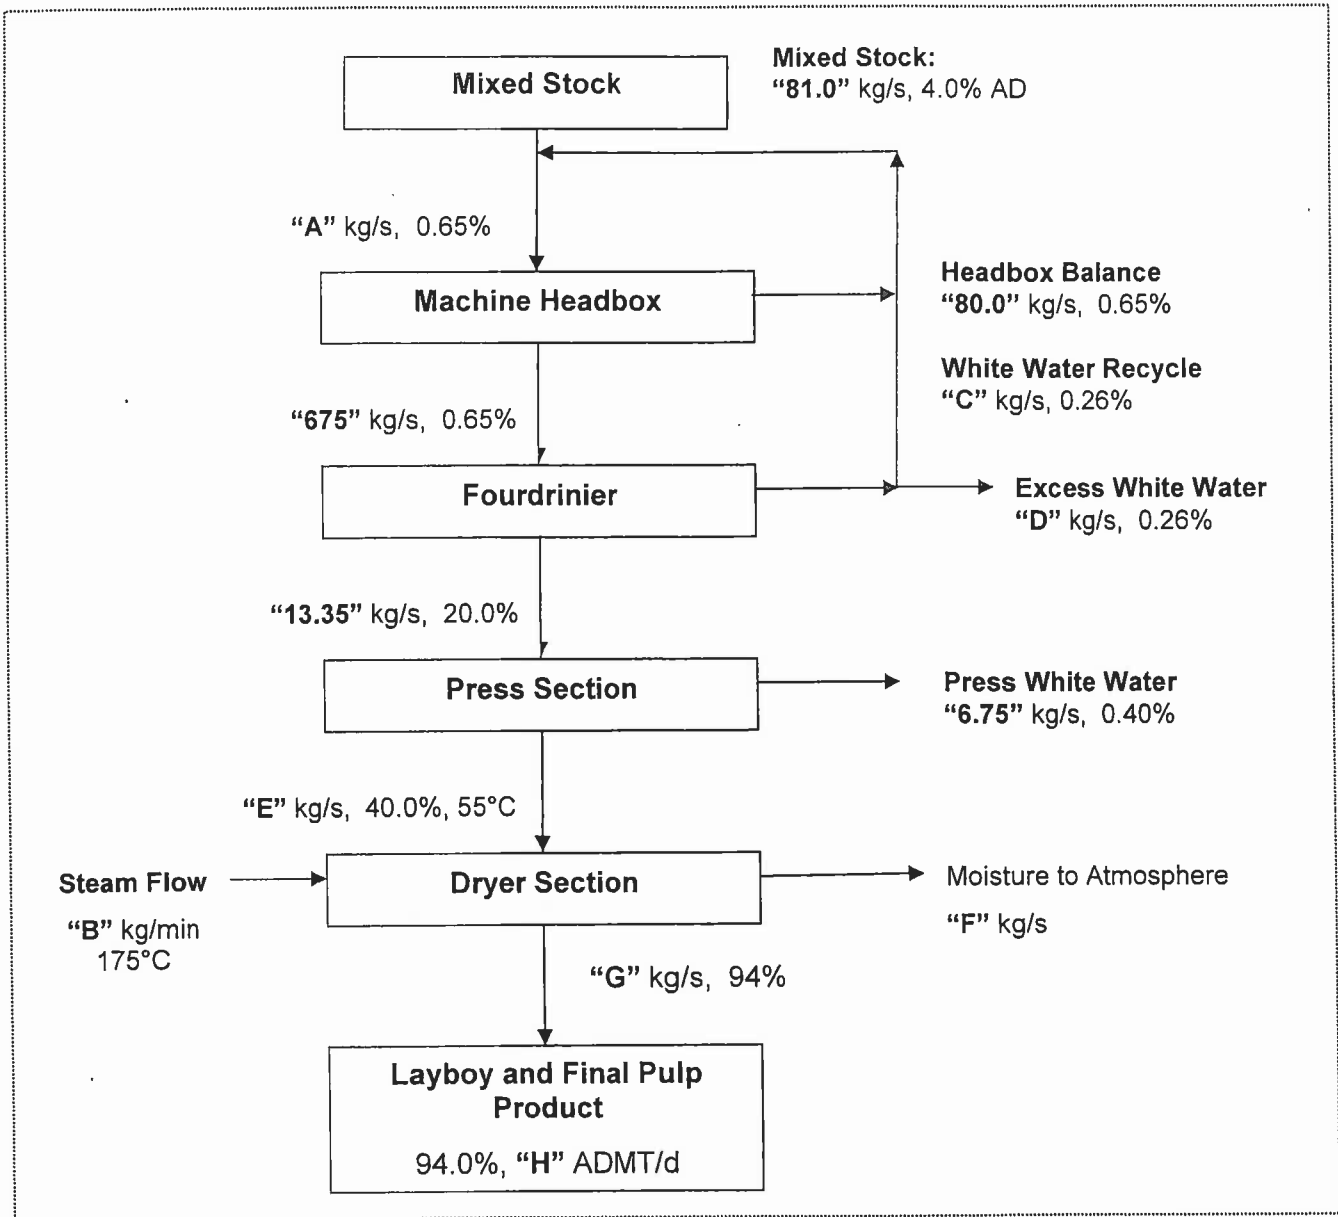 Mixed Stock
Mixed Stock:
“81.0” kg/s, 4.0% AD
“A” kg/s, 0.65%
Machine Headbox
Headbox Balance
“80.0” kg/s, 0.65%
White Water Recycle
“C” kg/s, 0.26%
“675” kg/s, 0.65%
Fourdrinier
Excess White Water
“D” kg/s, 0.26%
“13.35” kg/s, 20.0%
Press Section
Press White Water
“6.75” kg/s, 0.40%
“E” kg/s, 40.0%, 55°C
Steam Flow
“B” kg/min
175°C
Dryer Section
Moisture to Atmosphere
“F” kg/s
“G” kg/s, 94%
Layboy and Final Pulp
Product
94.0%, “H” ADMT/d